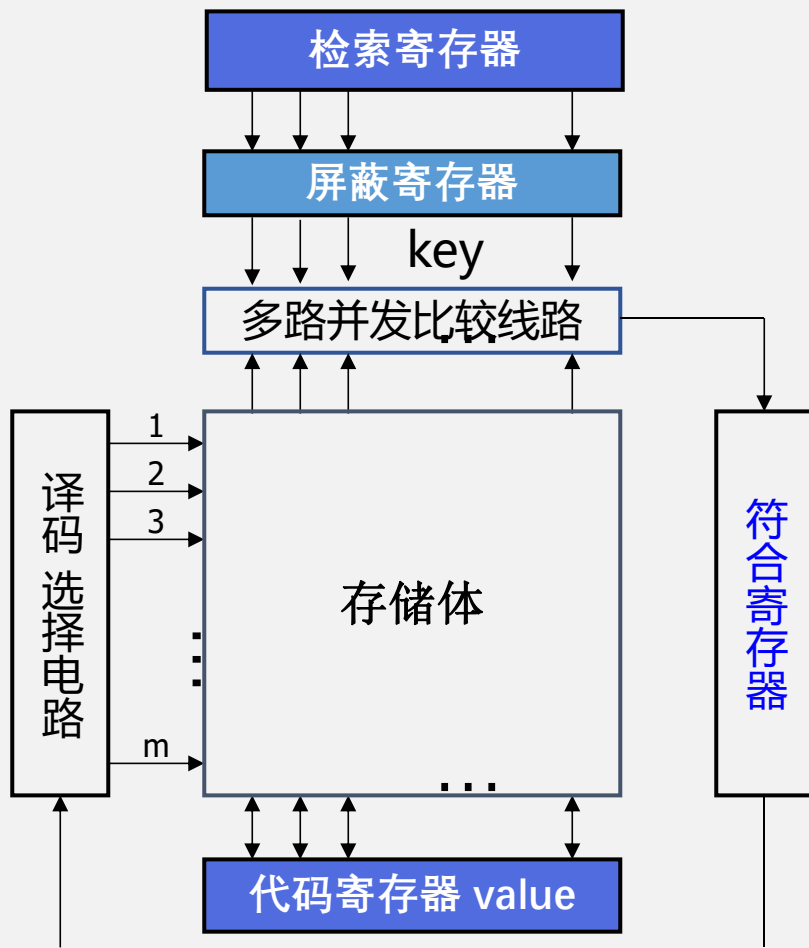 检索寄存器
屏蔽寄存器
key
多路并发比较线路
...
译码 选择电路
1
2
3
...
m
存储体
...
符合寄存器
代码寄存器 value